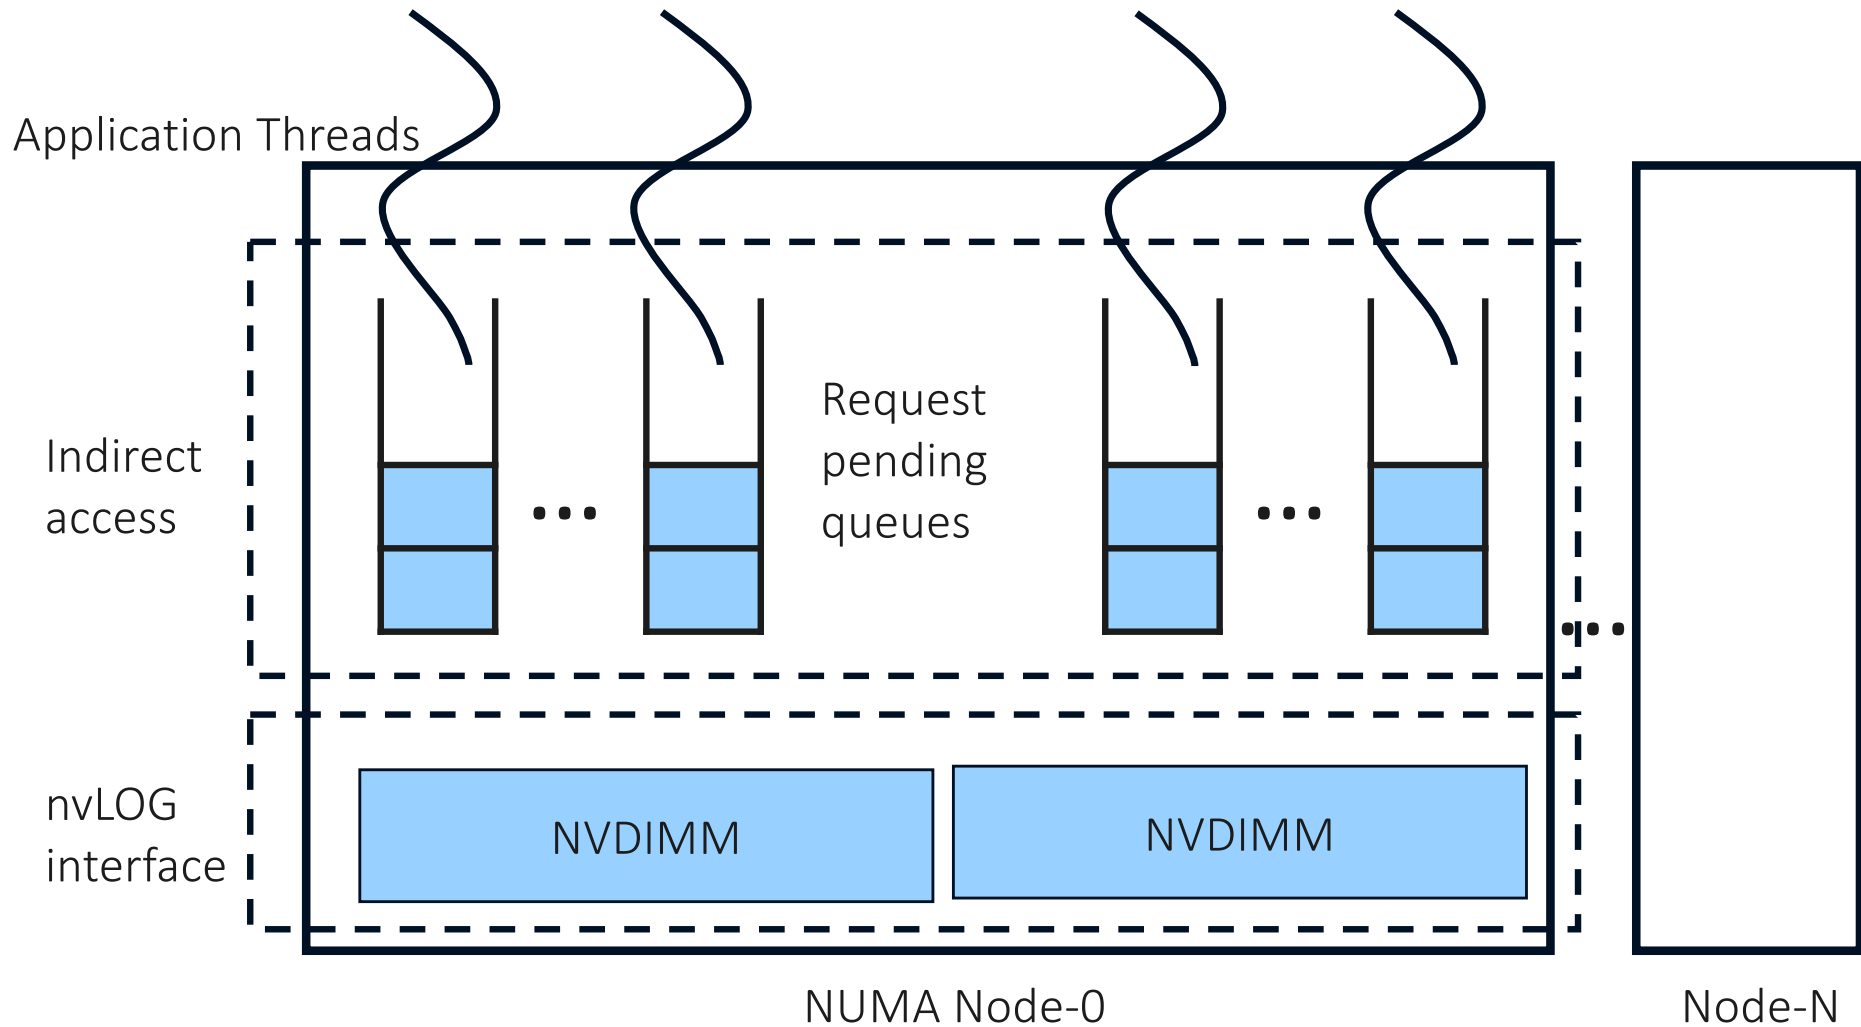 Application Threads
Request
pending
queues
Indirect
access
...
...
...
nvLOG
interface
NVDIMM
NVDIMM
NUMA Node-0
Node-N